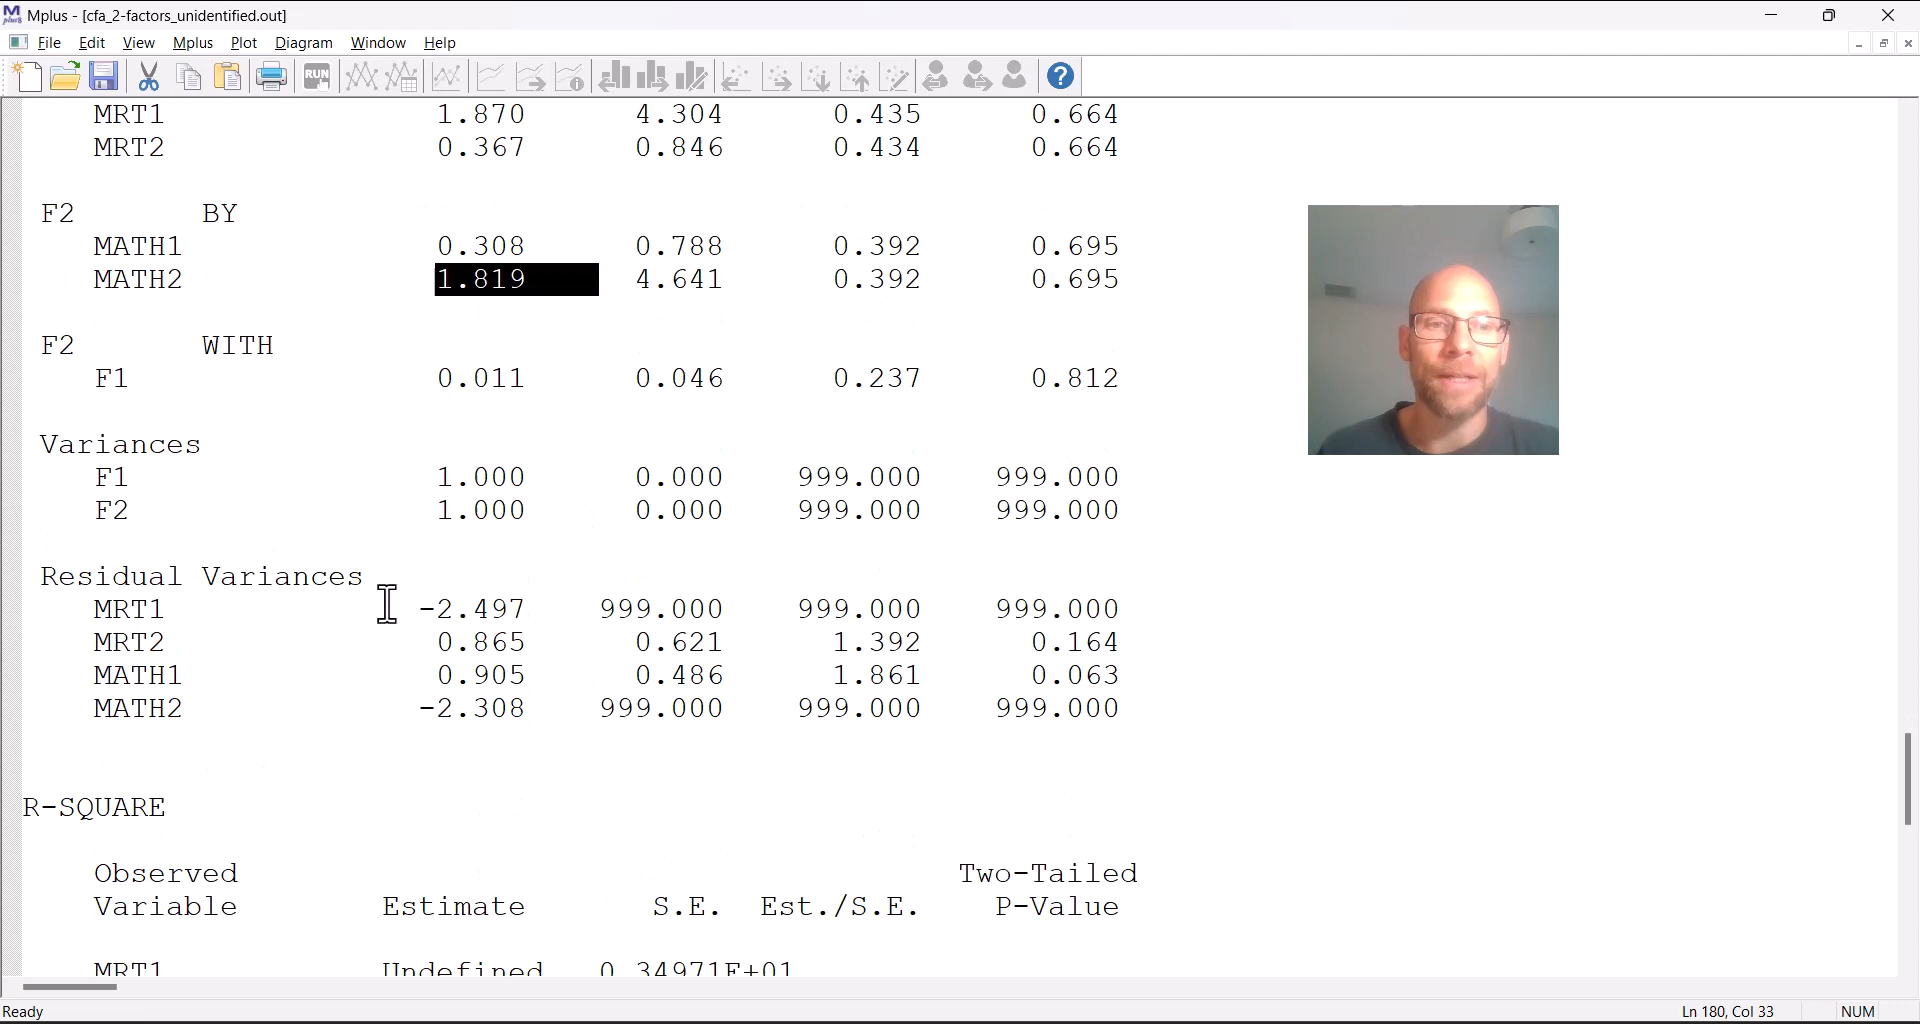 Mplus - [cfa_2-factors_unidentified.out]
File Edit View Mplus Plot Diagram Window Help
RUN
MRT1 1.870 4.304 0.435 0.664
MRT2 0.367 0.846 0.434 0.664
F2 BY
MATH1 0.308 0.788 0.392 0.695
MATH2 1.819 4.641 0.392 0.695
F2 WITH
F1 0.011 0.046 0.237 0.812
Variances
F1 1.000 0.000 999.000 999.000
F2 1.000 0.000 999.000 999.000
Residual Variances
MRT1 -2.497 999.000 999.000 999.000
MRT2 0.865 0.621 1.392 0.164
MATH1 0.905 0.486 1.861 0.063
MATH2 -2.308 999.000 999.000 999.000
R-SQUARE
Observed Two-Tailed
Variable Estimate S.E. Est./S.E. P-Value
MRT1 Undefined 0.34971E+01
Ready Ln 180, Col 33 NUM